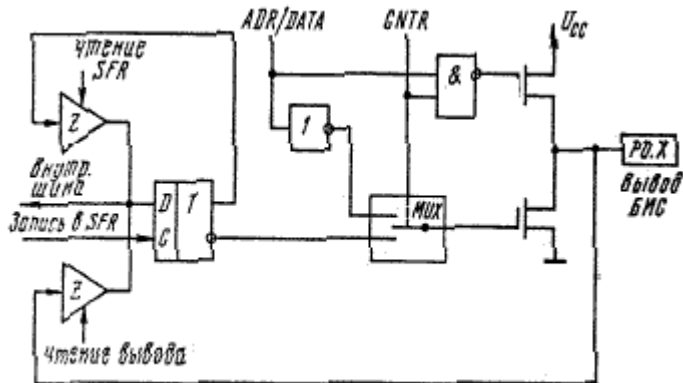 ADR/DATA
CNTR
Ucc
чтение
SFR
&
Z
1
P0.X
вывод
БИС
внутр.
шина
D T
MUX
Запись в SFR
C
Z
чтение вывода